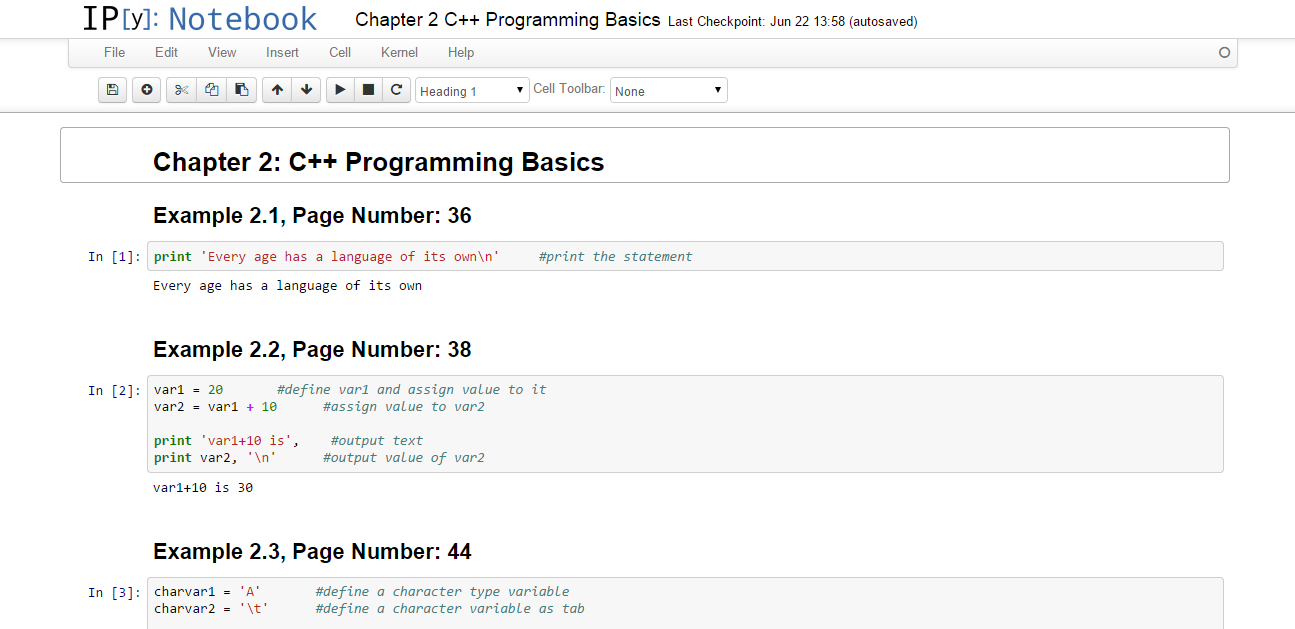 IP[y]: Notebook Chapter 2 C++ Programming Basics Last Checkpoint: Jun 22 13:58 (autosaved)
File Edit View Insert Cell Kernel Help
Heading 1 Cell Toolbar: None
Chapter 2: C++ Programming Basics
Example 2.1, Page Number: 36
In [1]: print 'Every age has a language of its own\n' #print the statement
Every age has a language of its own
Example 2.2, Page Number: 38
In [2]: var1 = 20 #define var1 and assign value to it
var2 = var1 + 10 #assign value to var2
print 'var1+10 is', #output text
print var2, '\n' #output value of var2
var1+10 is 30
Example 2.3, Page Number: 44
In [3]: charvar1 = 'A' #define a character type variable
charvar2 = '\t' #define a character variable as tab